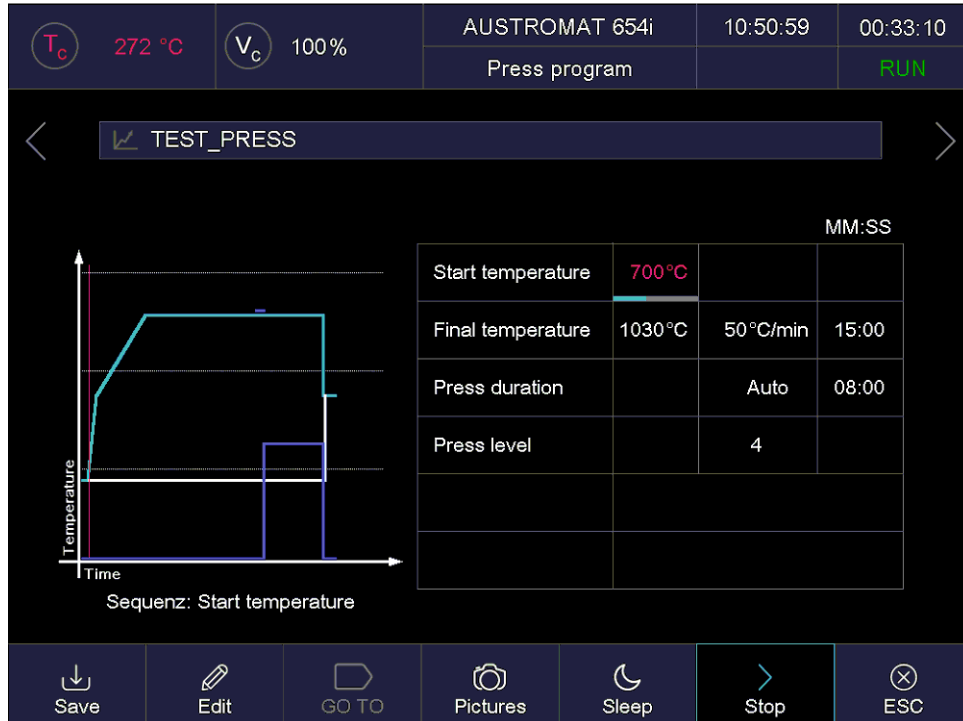 Tc 272 °C Vc 100% AUSTROMAT 654i 10:50:59 00:33:10
Press program RUN
TEST_PRESS
MM:SS
Start temperature 700°C
Final temperature 1030°C 50°C/min 15:00
Press duration Auto 08:00
Press level 4
Temperature
Time
Sequenz: Start temperature
Save Edit GO TO Pictures Sleep Stop ESC